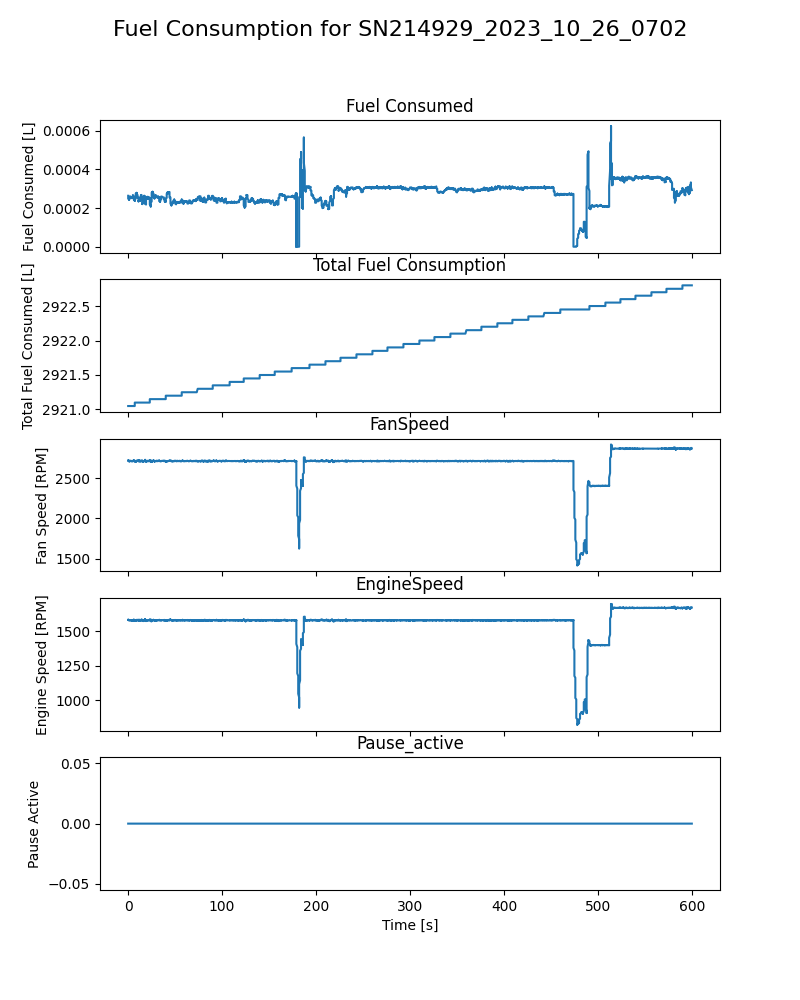 Fuel Consumption for SN214929_2023_10_26_0702
Fuel Consumed
Fuel Consumed [L]
0.0006
0.0004
0.0002
0.0000
Total Fuel Consumption
Total Fuel Consumed [L]
2922.5
2922.0
2921.5
2921.0
FanSpeed
Fan Speed [RPM]
2500
2000
1500
EngineSpeed
Engine Speed [RPM]
1500
1250
1000
Pause_active
Pause Active
0.05
0.00
−0.05
0 100 200 300 400 500 600
Time [s]